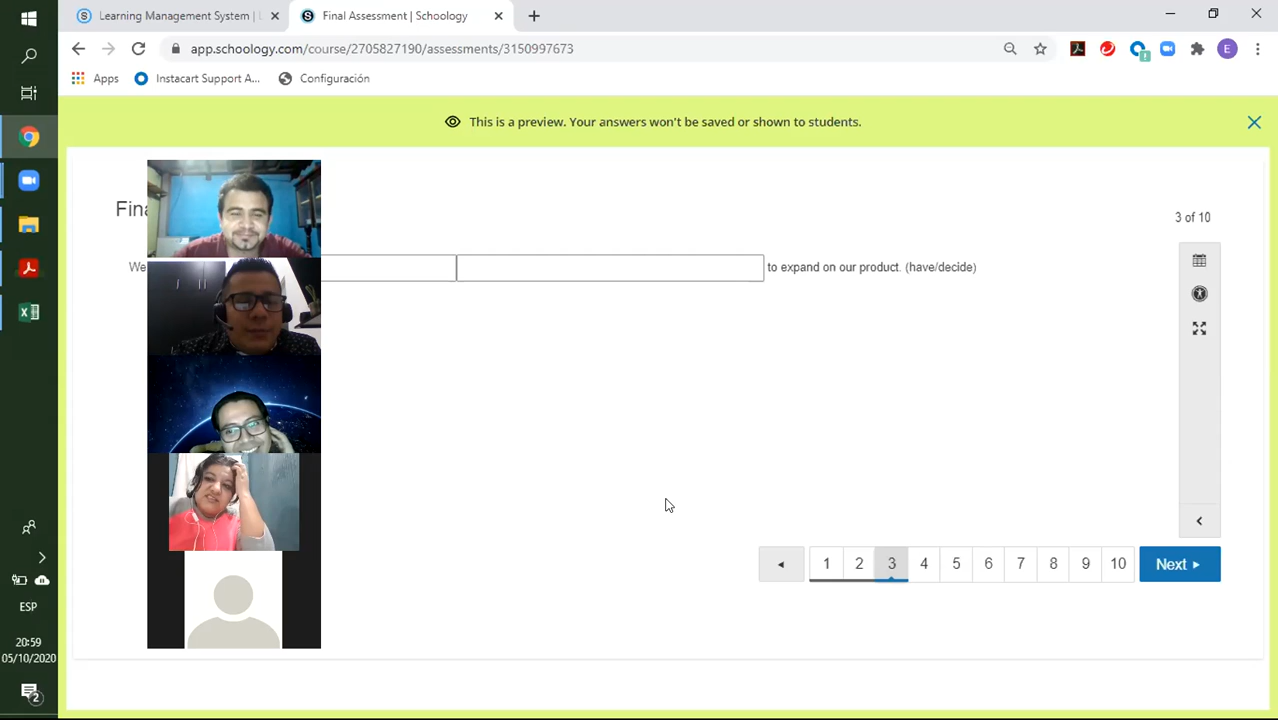 Learning Management System |
Final Assessment | Schoology
app.schoology.com/course/2705827190/assessments/3150997673
E
Apps
Instacart Support A...
Configuración
This is a preview. Your answers won't be saved or shown to students.
3 of 10
We
to expand on our product. (have/decide)
1 2 3 4 5 6 7 8 9 10 Next
ESP
20:59
05/10/2020
2